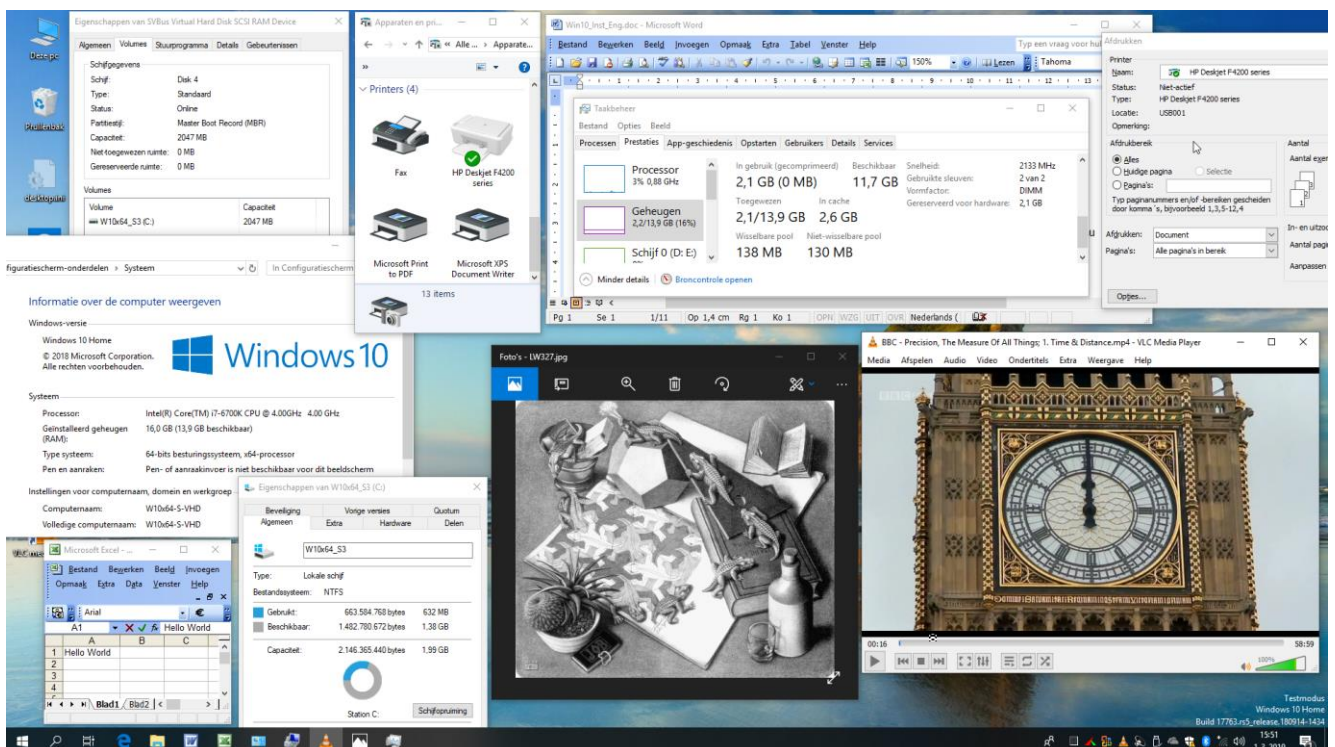 Deze pc
Prullenbak
desktop.ini
Eigenschappen van SVBus Virtual Hard Disk SCSI RAM Device
Algemeen Volumes Stuurprogramma Details Gebeurtenissen
Schijfgegevens
Schijf: Disk 4
Type: Standaard
Status: Online
Partitiestijl: Master Boot Record (MBR)
Capaciteit: 2047 MB
Niet-toegewezen ruimte: 0 MB
Gereserveerde ruimte: 0 MB
Volumes
Volume Capaciteit
W10x64_S3 (C:) 2047 MB
Apparaten en pri...
« Alle... › Apparate...
»
Printers (4)
Fax
HP Deskjet F4200
series
Microsoft Print
to PDF
Microsoft XPS
Document Writer
13 items
Win10_Inst_Eng.doc - Microsoft Word
Bestand Bewerken Beeld Invoegen Opmaak Extra Tabel Venster Help
Typ een vraag voor hul
150% Lezen Tahoma
Taakbeheer
Bestand Opties Beeld
Processen Prestaties App-geschiedenis Opstarten Gebruikers Details Services
Processor
3% 0,88 GHz
Geheugen
2,2/13,9 GB (16%)
Schijf 0 (D: E:)
In gebruik (gecomprimeerd) Beschikbaar
2,1 GB (0 MB) 11,7 GB
Toegewezen In cache
2,1/13,9 GB 2,6 GB
Wisselbare pool Niet-wisselbare pool
138 MB 130 MB
Snelheid: 2133 MHz
Gebruikte sleuven: 2 van 2
Vormfactor: DIMM
Gereserveerd voor hardware: 2,1 GB
Minder details Broncontrole openen
Pg 1 Se 1 1/11 Op 1,4 cm Rg 1 Ko 1 OPN WZG UIT OVR Nederlands (
Afdrukken
Printer
Naam: HP Deskjet F4200 series
Status: Niet-actief
Type: HP Deskjet F4200 series
Locatie: USB001
Opmerking:
Afdrukbereik
Alles
Huidige pagina Selectie
Pagina's:
Typ paginanummers en/of -bereiken gescheiden
door komma 's, bijvoorbeeld 1,3,5-12,4
Aantal
Aantal exem
Afdrukken: Document
Pagina's: Alle pagina's in bereik
In- en uitzoo
Aantal pagin
Aanpassen
Opties...
figuratiescherm-onderdelen › Systeem
In Configuratiescherm
Informatie over de computer weergeven
Windows-versie
Windows 10 Home
© 2018 Microsoft Corporation.
Alle rechten voorbehouden.
Windows 10
Systeem
Processor: Intel(R) Core(TM) i7-6700K CPU @ 4.00GHz 4.00 GHz
Geïnstalleerd geheugen
(RAM): 16,0 GB (13,9 GB beschikbaar)
Type systeem: 64-bits besturingssysteem, x64-processor
Pen en aanraken: Pen- of aanraakinvoer is niet beschikbaar voor dit beeldscherm
Instellingen voor computernaam, domein en werkgroep
Computernaam: W10x64-S-VHD
Volledige computernaam: W10x64-S-VHD
Microsoft Excel - ...
Bestand Bewerken Beeld Invoegen
Opmaak Extra Data Venster Help
Arial
A1 Hello World
A B C
1 Hello World
2
3
4
Blad1 Blad2
Eigenschappen van W10x64_S3 (C:)
Beveiliging Vorige versies Quotum
Algemeen Extra Hardware Delen
W10x64_S3
Type: Lokale schijf
Bestandssysteem: NTFS
Gebruikt: 663.584.768 bytes 632 MB
Beschikbaar: 1.482.780.672 bytes 1,38 GB
Capaciteit: 2.146.365.440 bytes 1,99 GB
Station C: Schijfopruiming
Foto's - LW327.jpg
BBC - Precision, The Measure Of All Things; 1. Time & Distance.mp4 - VLC Media Player
Media Afspelen Audio Video Ondertitels Extra Weergave Help
BBC
00:16 58:59
100%
Testmodus
Windows 10 Home
Build 17763.rs5_release.180914-1434
15:51